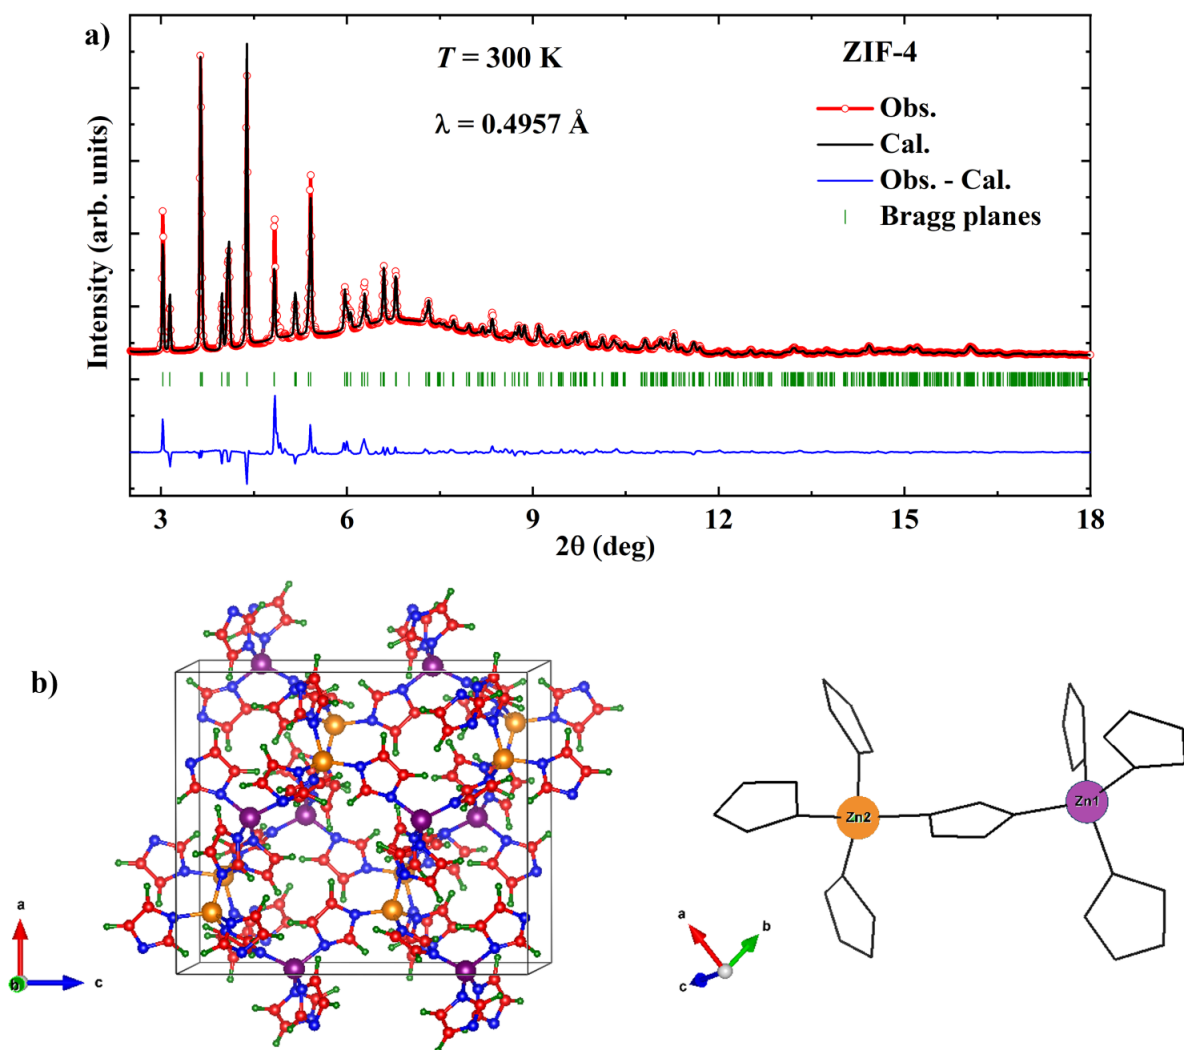 a)
T = 300 K
λ = 0.4957 Å
ZIF-4
Obs.
Cal.
Obs. - Cal.
Bragg planes
Intensity (arb. units)
3 6 9 12 15 18
2θ (deg)
b)
a
b
c
Zn2
Zn1
a
b
c